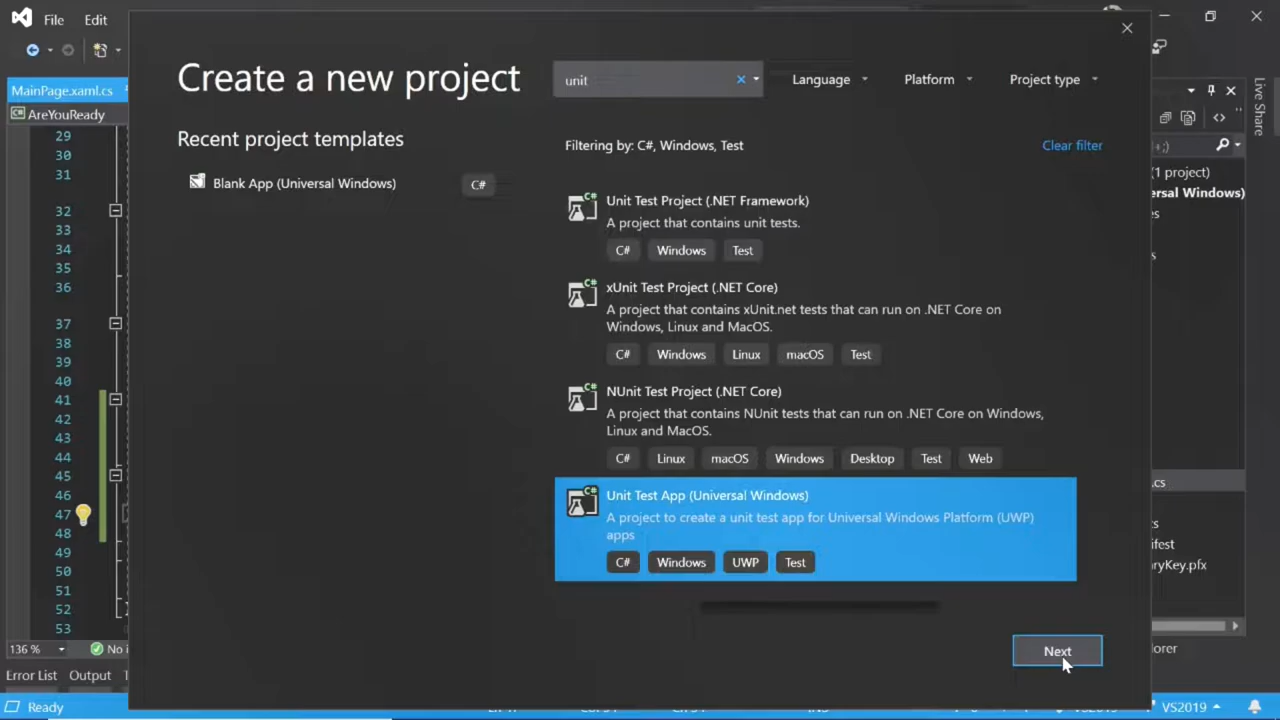 File Edit
MainPage.xaml.cs
AreYouReady
29
30
31
32
33
34
35
36
37
38
39
40
41
42
43
44
45
46
47
48
49
50
51
52
53
136 %
No i
Error List Output
Ready
Create a new project
unit
Language
Platform
Project type
Recent project templates
Blank App (Universal Windows) C#
Filtering by: C#, Windows, Test
Clear filter
Unit Test Project (.NET Framework)
A project that contains unit tests.
C# Windows Test
xUnit Test Project (.NET Core)
A project that contains xUnit.net tests that can run on .NET Core on
Windows, Linux and MacOS.
C# Windows Linux macOS Test
NUnit Test Project (.NET Core)
A project that contains NUnit tests that can run on .NET Core on Windows,
Linux and MacOS.
C# Linux macOS Windows Desktop Test Web
Unit Test App (Universal Windows)
A project to create a unit test app for Universal Windows Platform (UWP)
apps
C# Windows UWP Test
Next
Live Share
(1 project)
ersal Windows)
.cs
ifest
aryKey.pfx
lorer
VS2019
VS2019